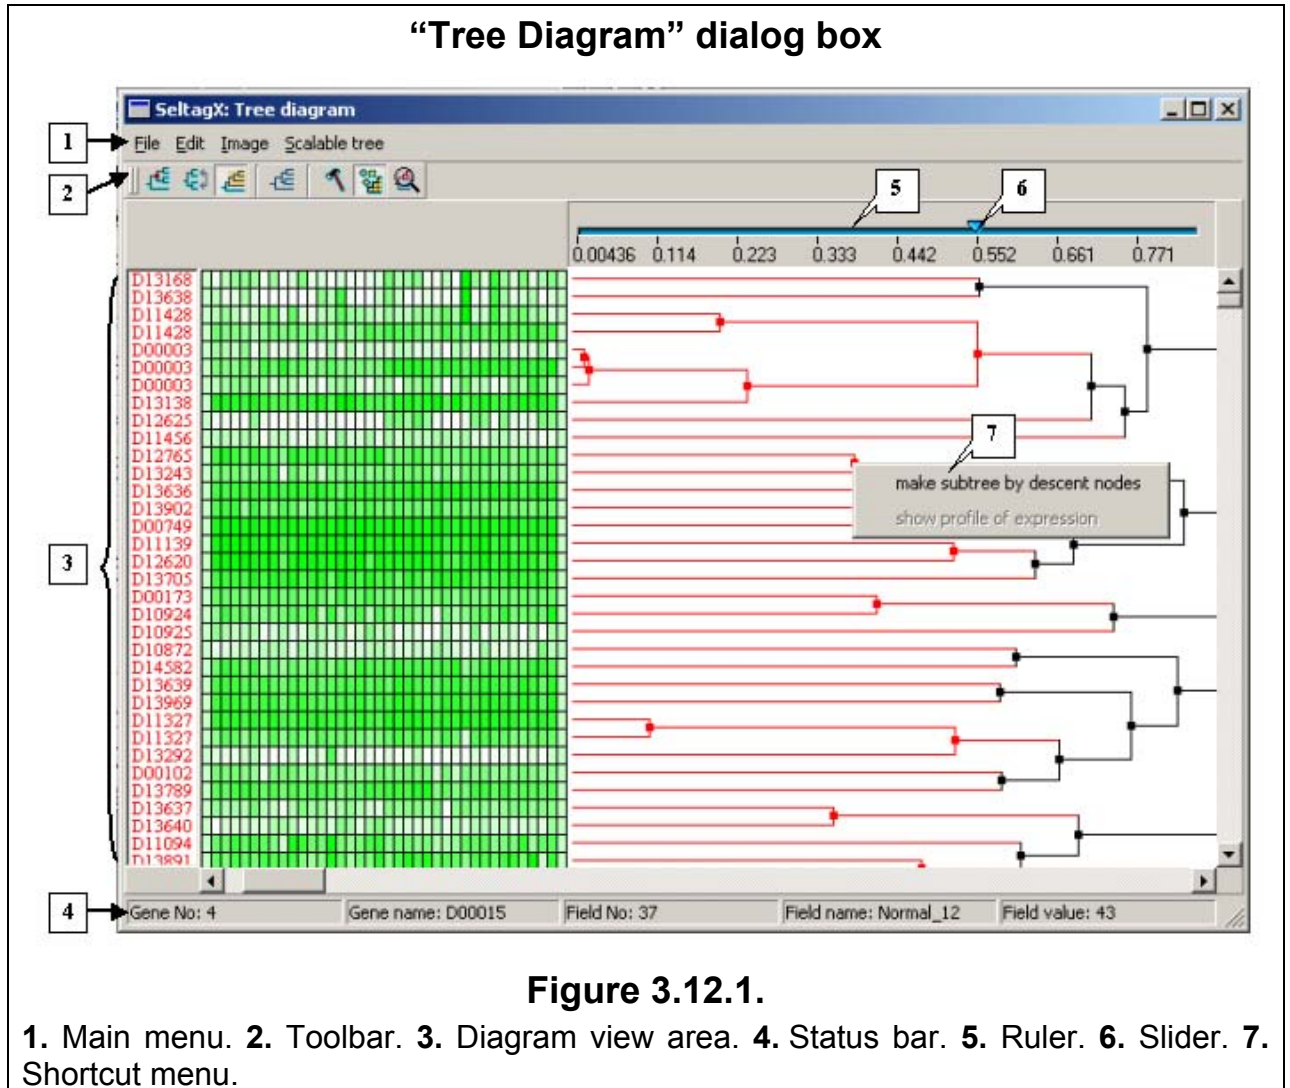 “Tree Diagram” dialog box
SeltagX: Tree diagram
1
File Edit Image Scalable tree
2
5
6
0.00436 0.114 0.223 0.333 0.442 0.552 0.661 0.771
D13168
D13638
D11428
D11428
D00003
D00003
D00003
D13138
D12625
D11456
7
D12765
D13243
make subtree by descent nodes
D13636
D13902
show profile of expression
D00749
D11139
3
D12620
D13705
D00173
D10924
D10925
D10872
D14582
D13639
D13969
D11327
D11327
D13292
D00102
D13789
D13637
D13640
D11094
D13891
4
Gene No: 4 Gene name: D00015 Field No: 37 Field name: Normal_12 Field value: 43
Figure 3.12.1.
1. Main menu. 2. Toolbar. 3. Diagram view area. 4. Status bar. 5. Ruler. 6. Slider. 7.
Shortcut menu.